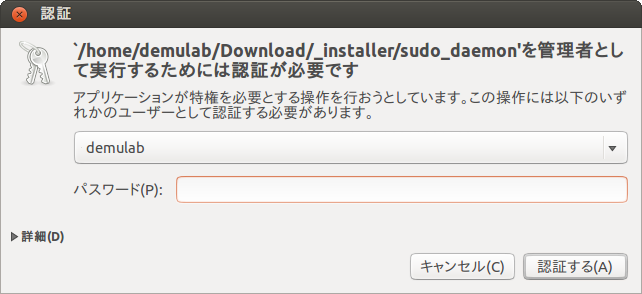 認証
`/home/demulab/Download/_installer/sudo_daemon'を管理者とし
て実行するためには認証が必要です
アプリケーションが特権を必要とする操作を行おうとしています。この操作には以下のいず
れかのユーザーとして認証する必要があります。
demulab
パスワード(P):
詳細(D)
キャンセル(C) 認証する(A)